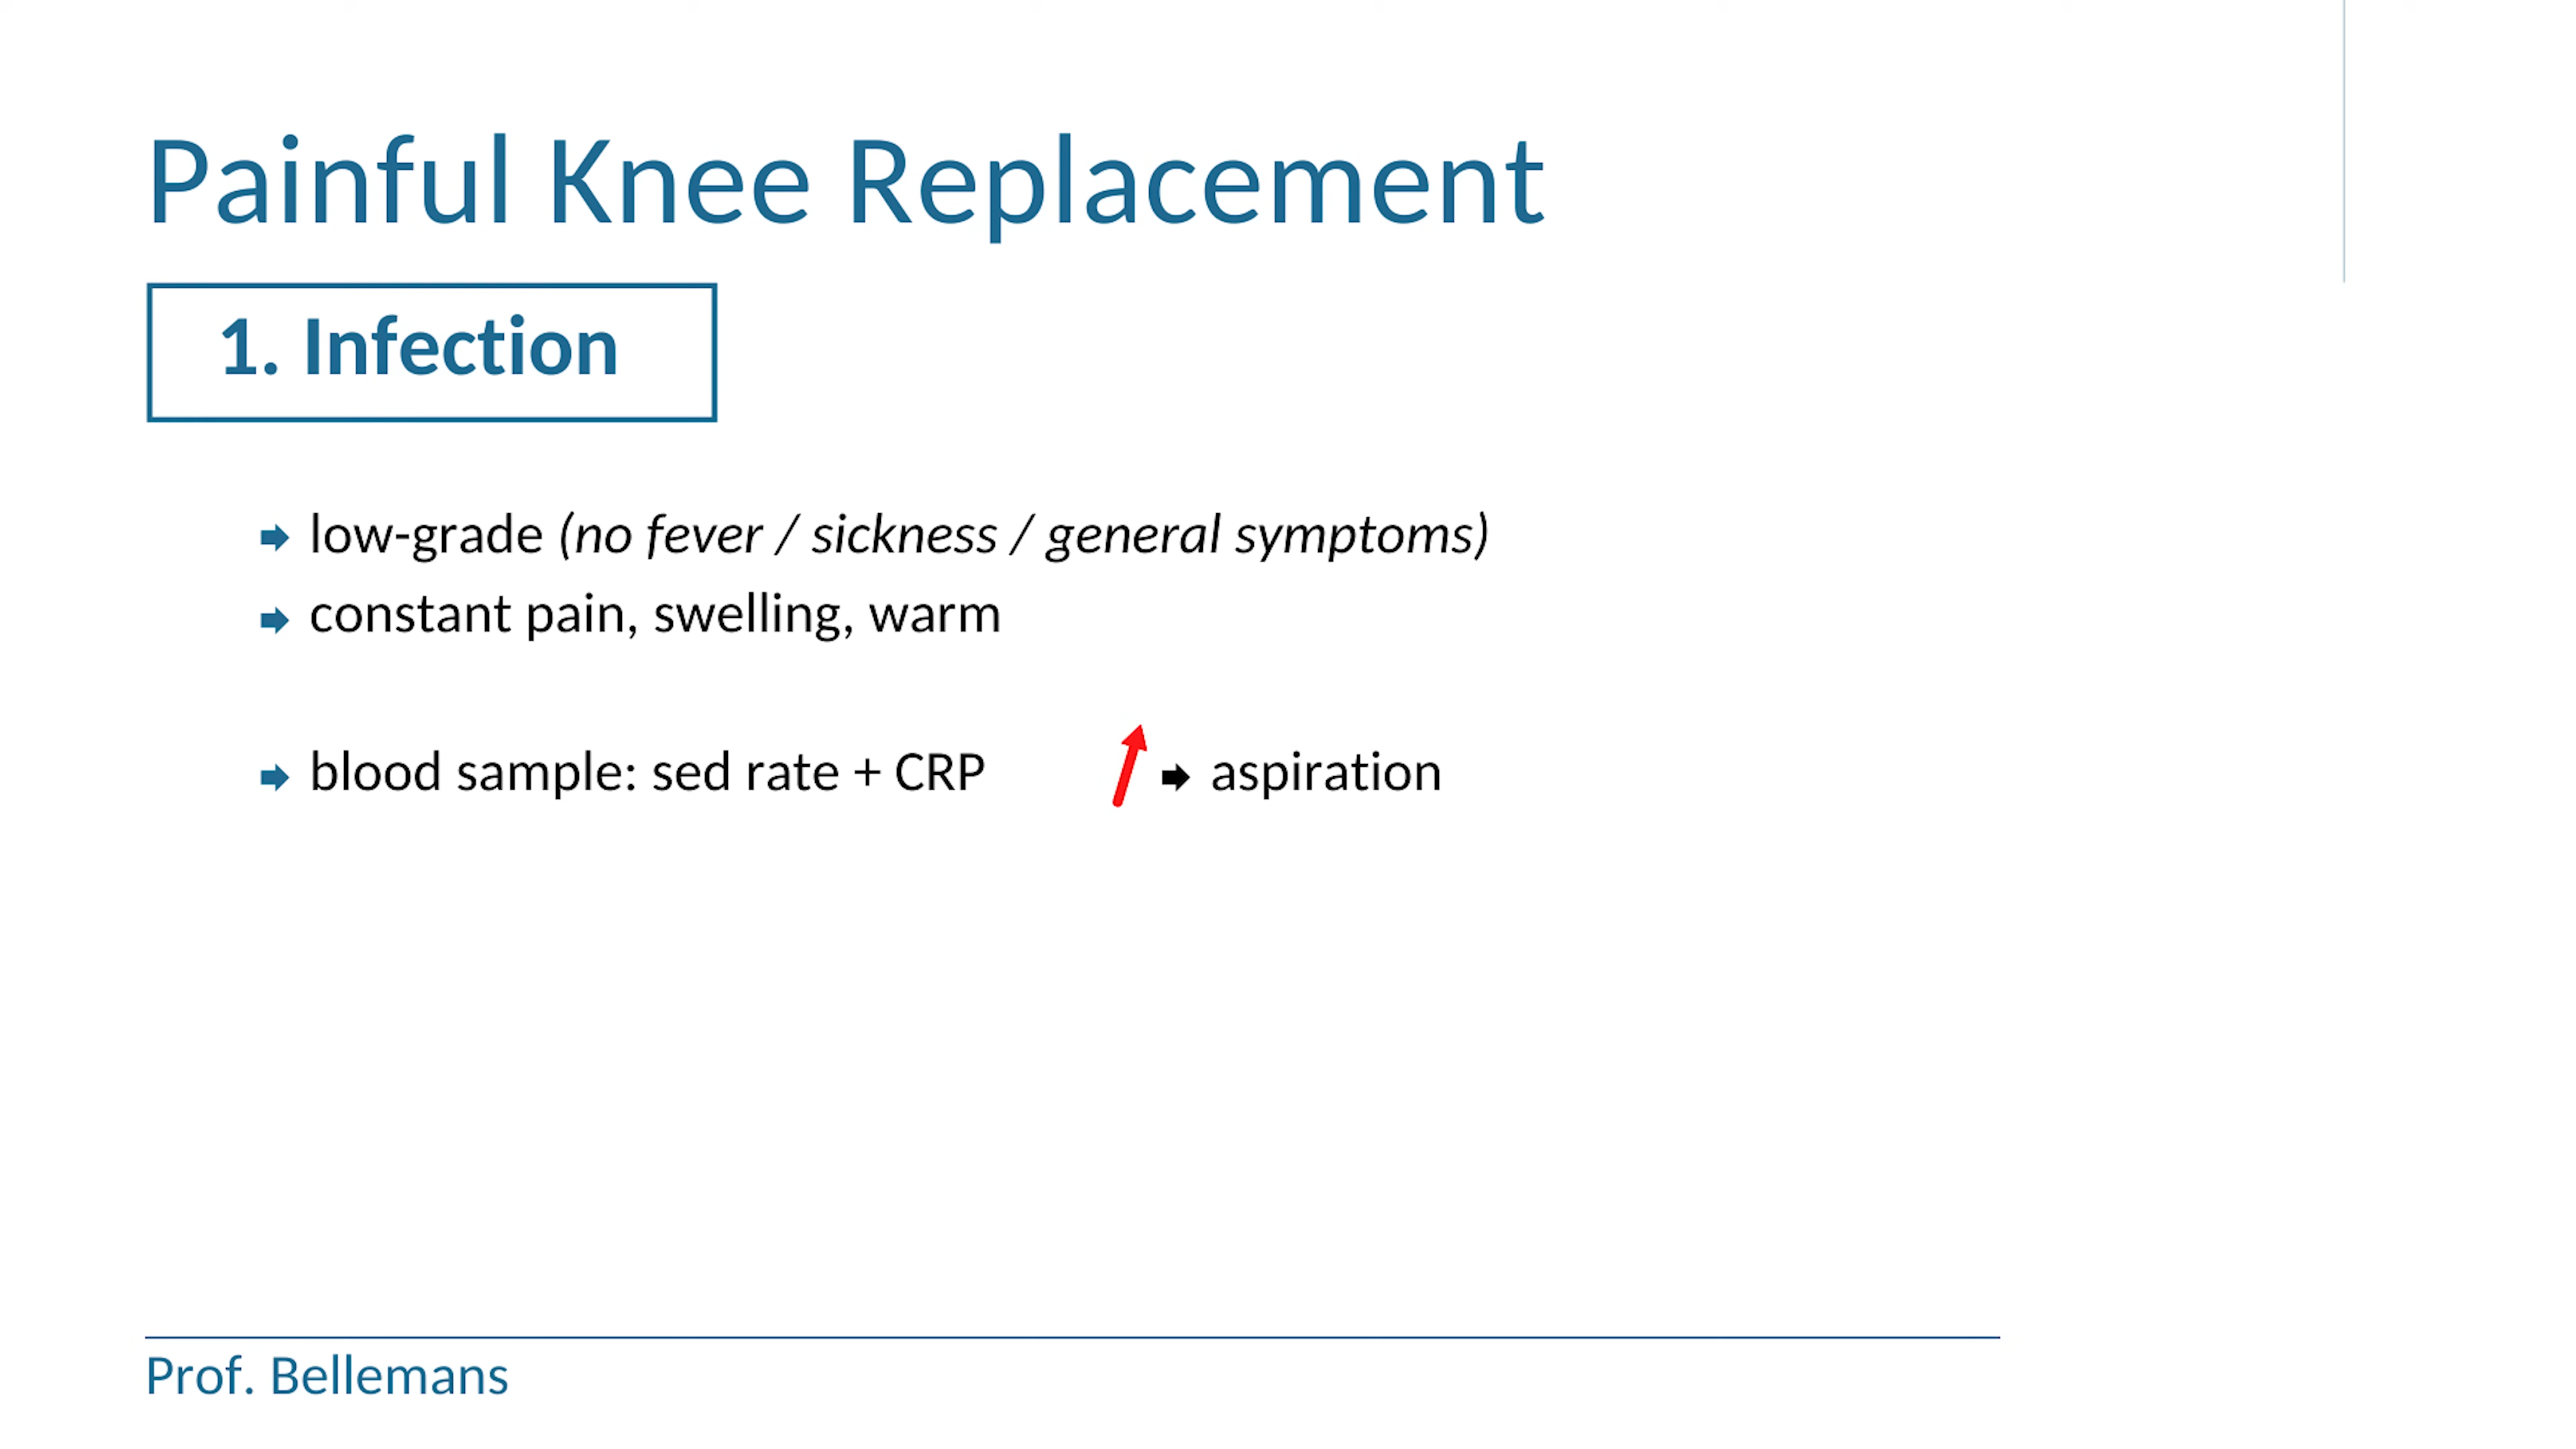 Painful Knee Replacement
1. Infection
low-grade (no fever / sickness / general symptoms)
constant pain, swelling, warm
blood sample: sed rate + CRP ➡ aspiration
Prof. Bellemans